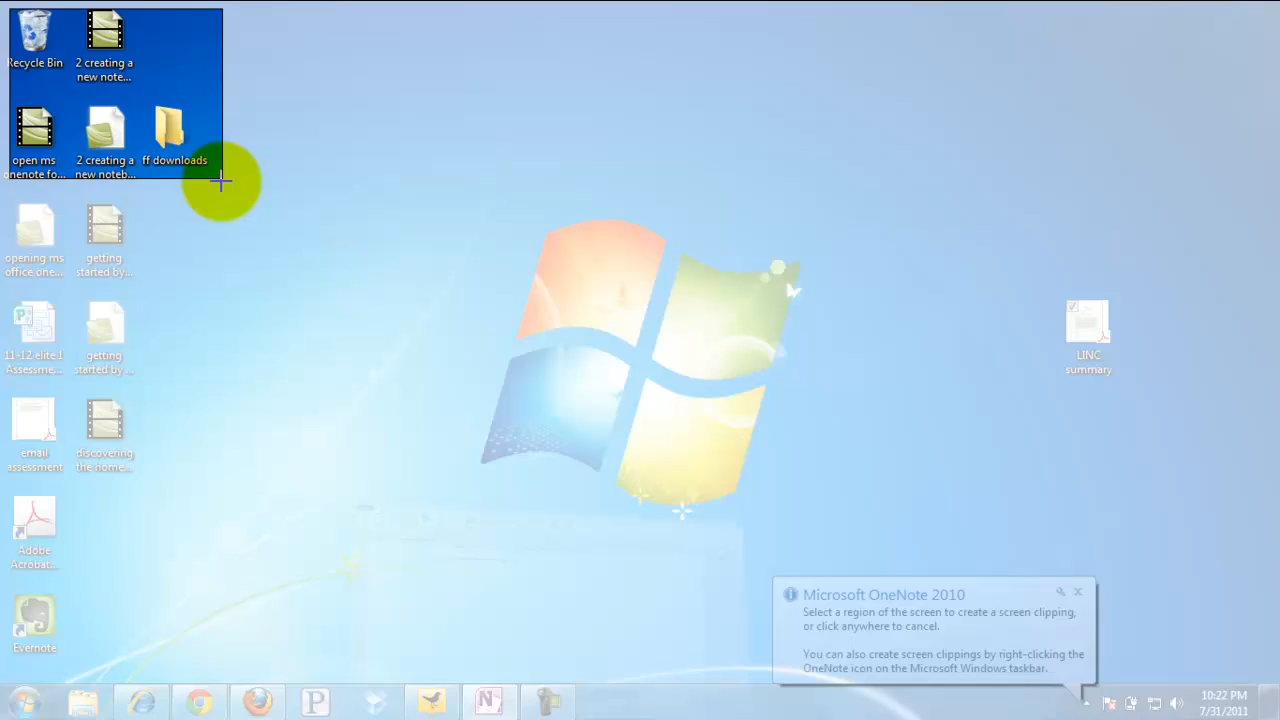 Recycle Bin
2 creating a
new note...
open ms
onenote fo...
2 creating a
new noteb...
ff downloads
opening ms
office one...
getting
started by...
11-12 elite 1
Assessme...
getting
started by ...
email
assessment
discovering
the home...
Adobe
Acrobat...
Evernote
LINC
summary
Microsoft OneNote 2010
Select a region of the screen to create a screen clipping,
or click anywhere to cancel.
You can also create screen clippings by right-clicking the
OneNote icon on the Microsoft Windows taskbar.
10:22 PM
7/31/2011